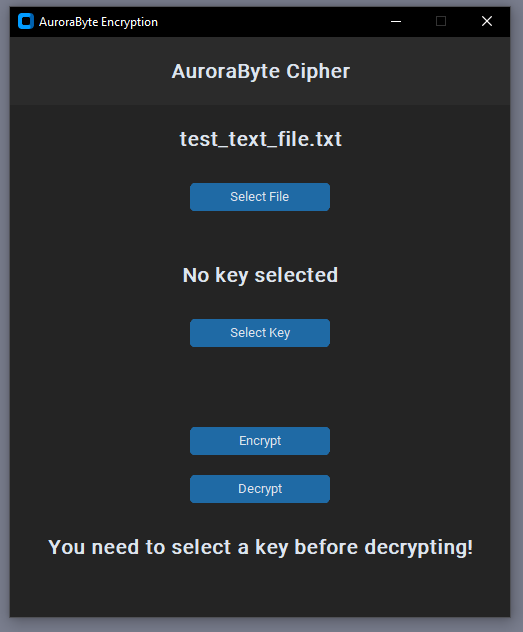 AuroraByte Encryption
AuroraByte Cipher
test_text_file.txt
Select File
No key selected
Select Key
Encrypt
Decrypt
You need to select a key before decrypting!